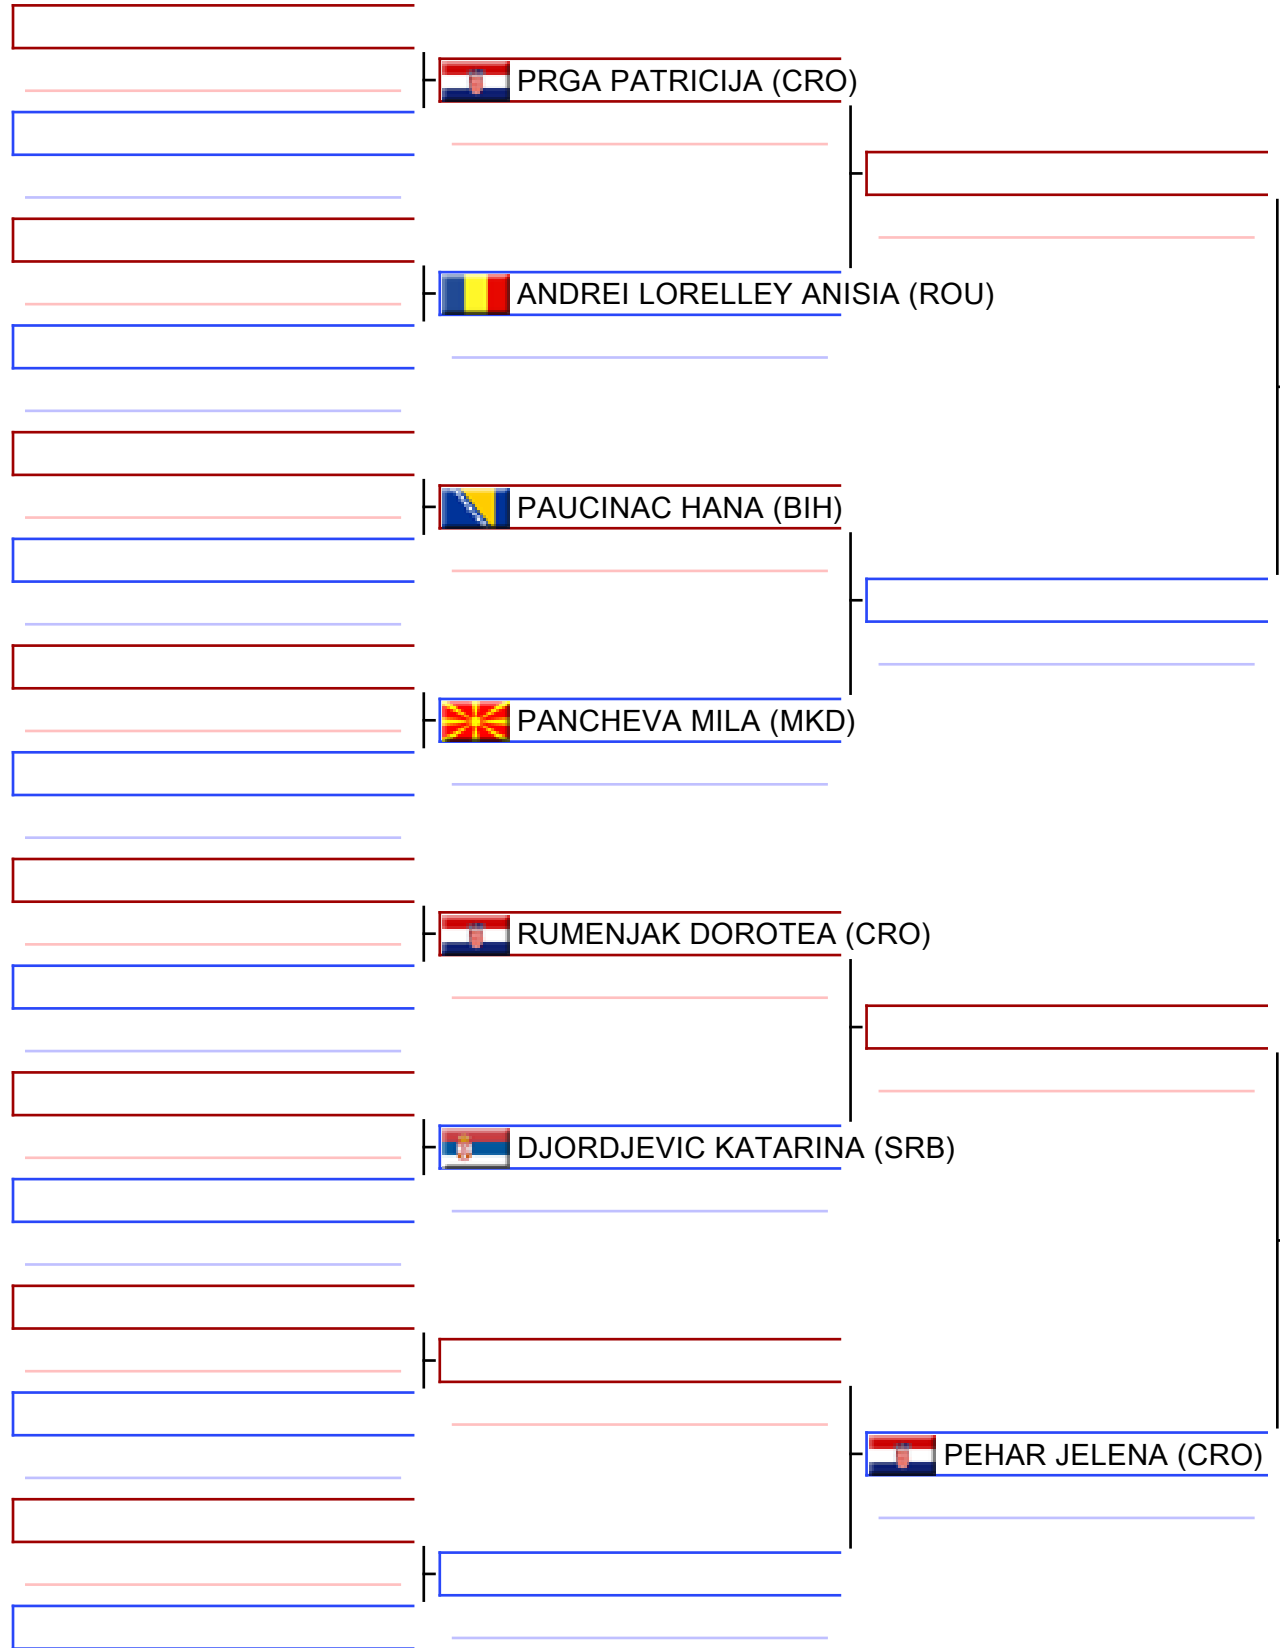 PRGA PATRICIJA (CRO)
ANDREI LORELLEY ANISIA (ROU)
PAUCINAC HANA (BIH)
PANCHEVA MILA (MKD)
RUMENJAK DOROTEA (CRO)
DJORDJEVIC KATARINA (SRB)
PEHAR JELENA (CRO)